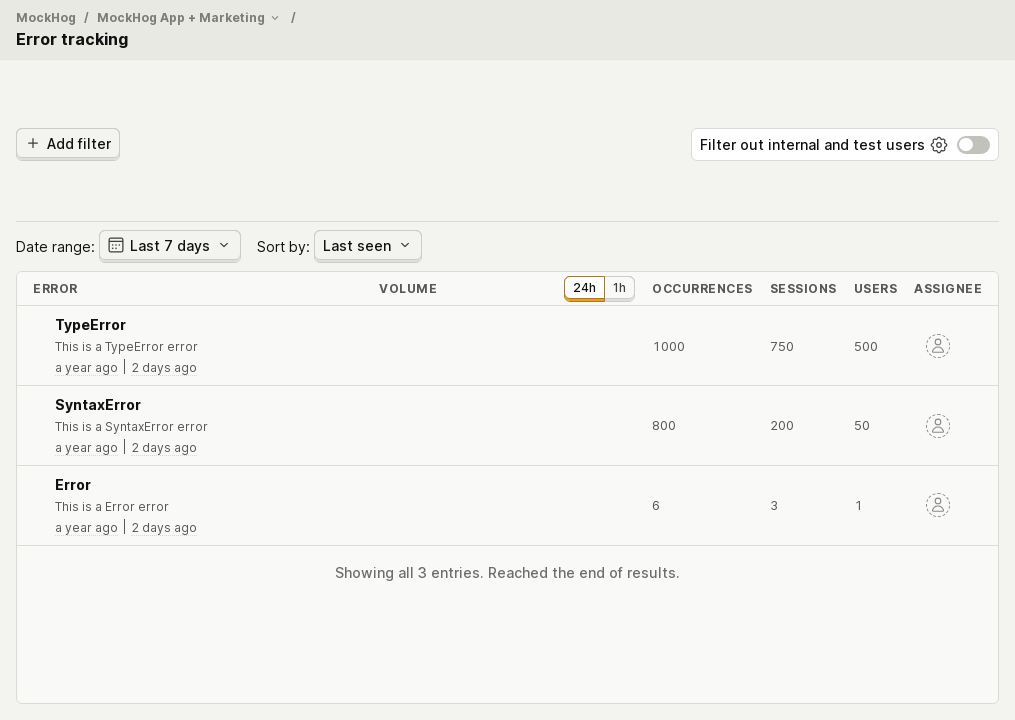 MockHog / MockHog App + Marketing /
Error tracking
Add filter
Filter out internal and test users
Date range: Last 7 days Sort by: Last seen
ERROR VOLUME 24h 1h OCCURRENCES SESSIONS USERS ASSIGNEE
TypeError
This is a TypeError error
a year ago | 2 days ago
1000 750 500
SyntaxError
This is a SyntaxError error
a year ago | 2 days ago
800 200 50
Error
This is a Error error
a year ago | 2 days ago
6 3 1
Showing all 3 entries. Reached the end of results.